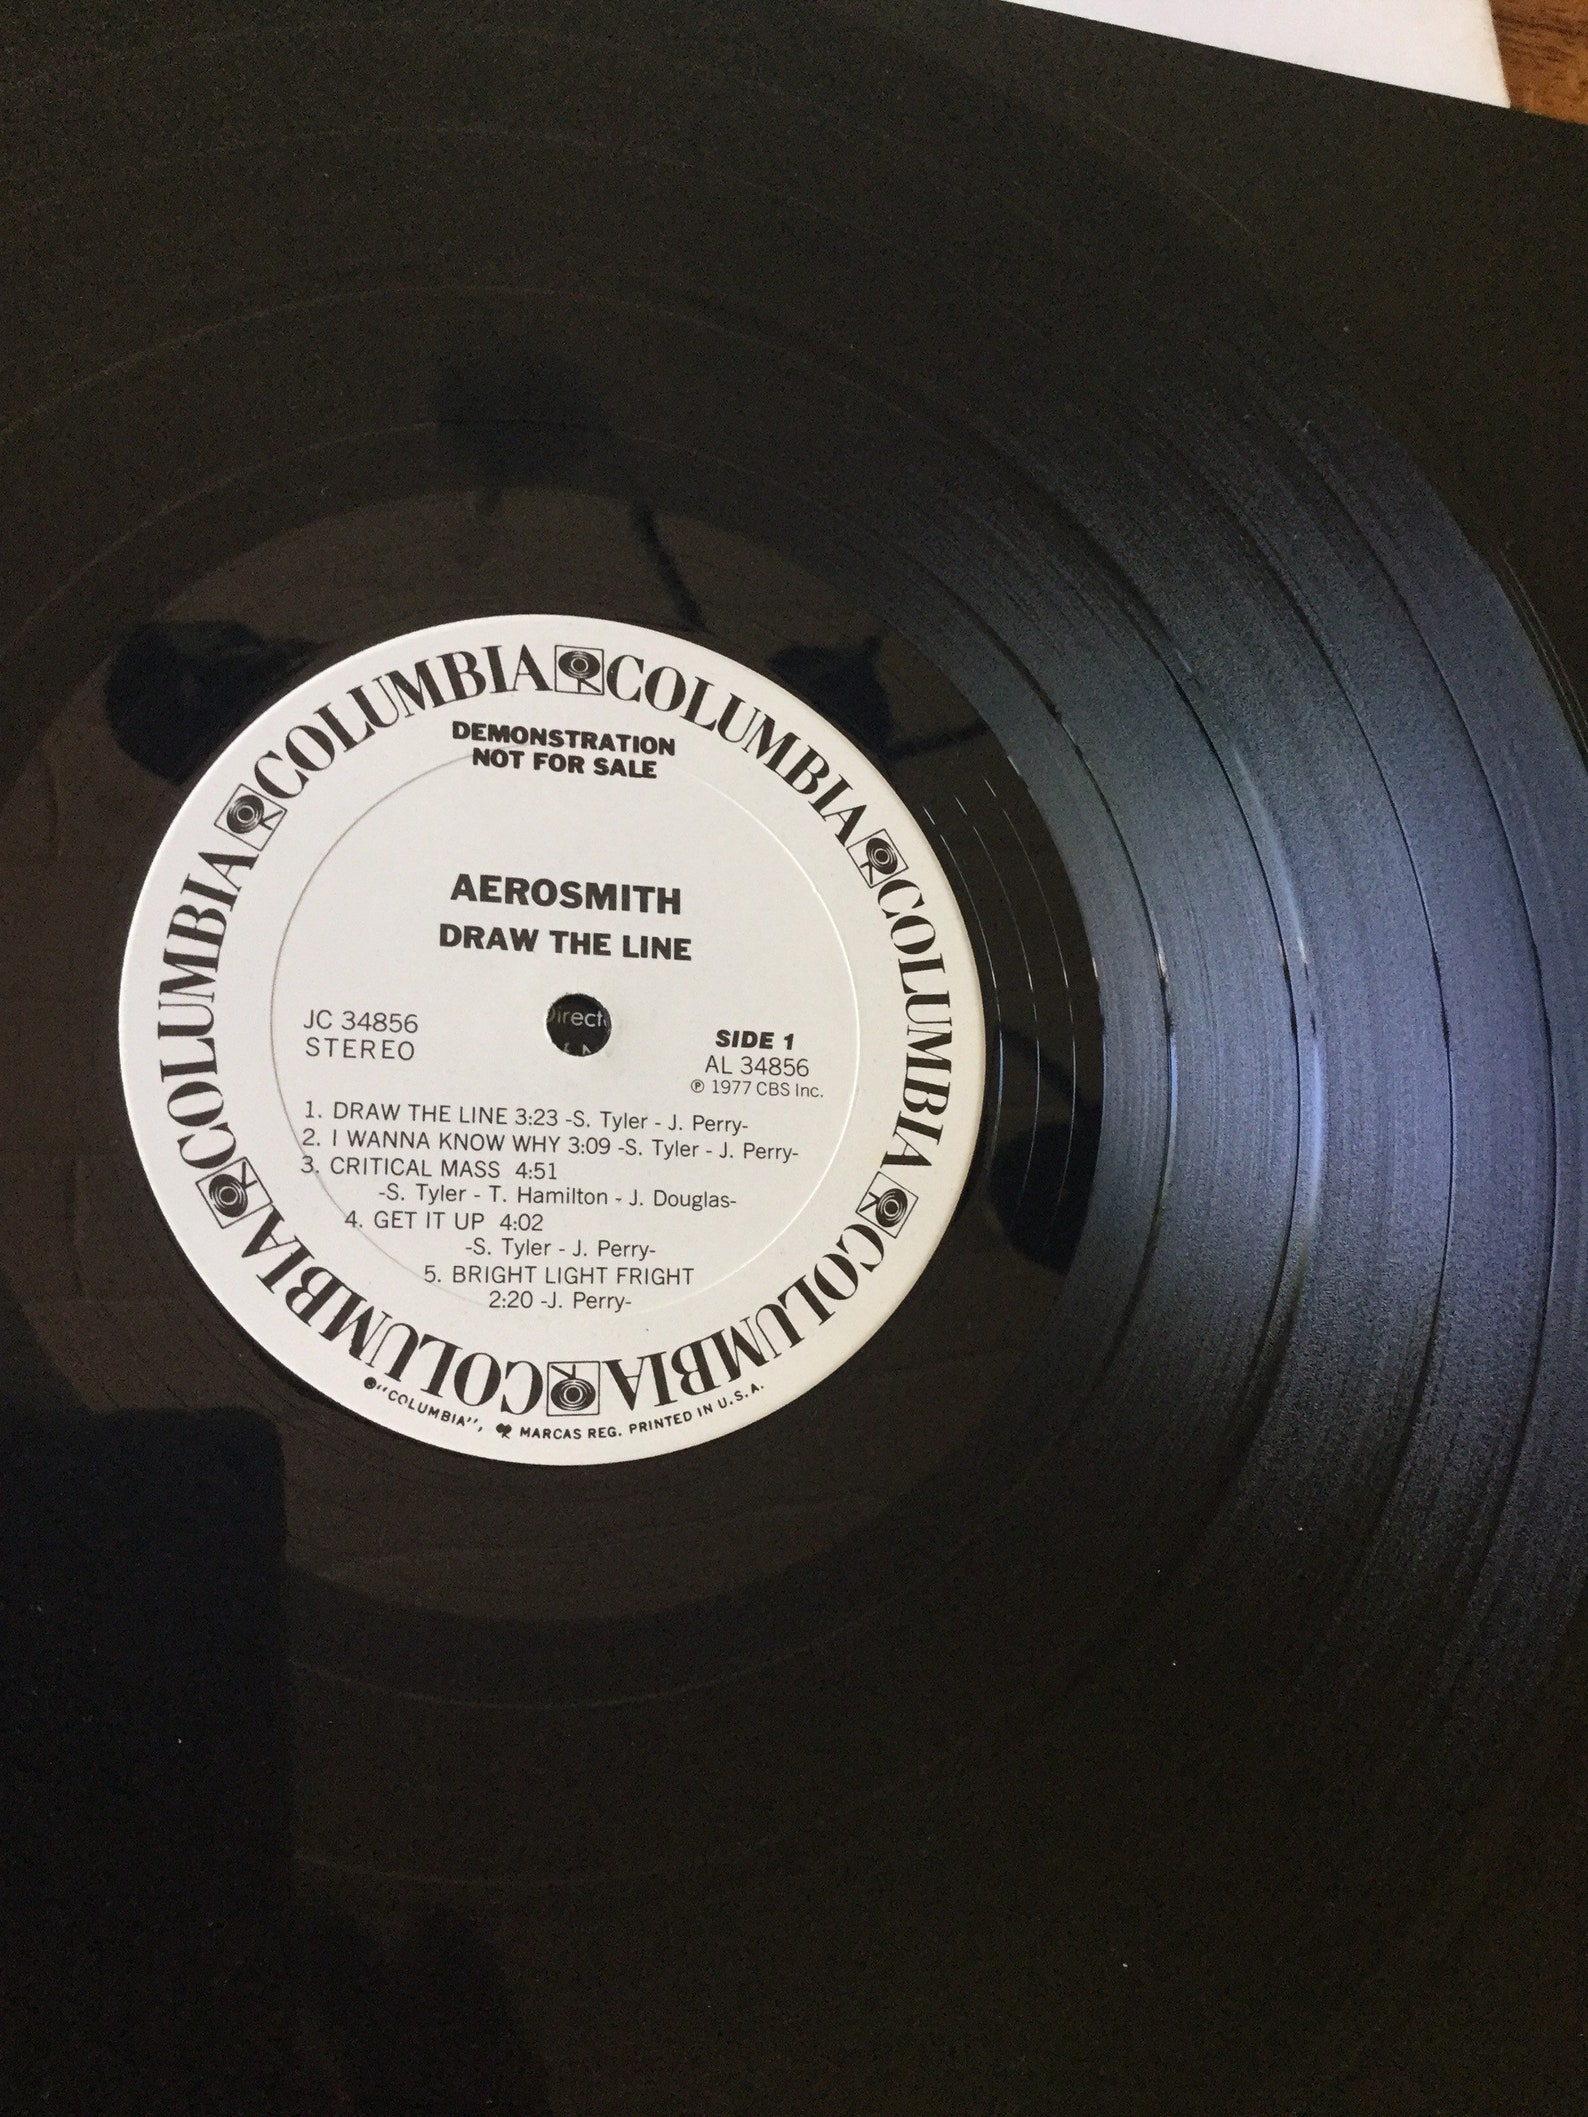 COLUMBIA COLUMBIA COLUMBIA COLUMBIA COLUMBIA COLUMBIA
DEMONSTRATION
NOT FOR SALE
AEROSMITH
DRAW THE LINE
JC 34856
STEREO
Direct
SIDE 1
AL 34856
℗ 1977 CBS Inc.
1. DRAW THE LINE 3:23 -S. Tyler - J. Perry-
2. I WANNA KNOW WHY 3:09 -S. Tyler - J. Perry-
3. CRITICAL MASS 4:51
-S. Tyler - T. Hamilton - J. Douglas-
4. GET IT UP 4:02
-S. Tyler - J. Perry-
5. BRIGHT LIGHT FRIGHT
2:20 -J. Perry-
"COLUMBIA", MARCAS REG. PRINTED IN U.S.A.